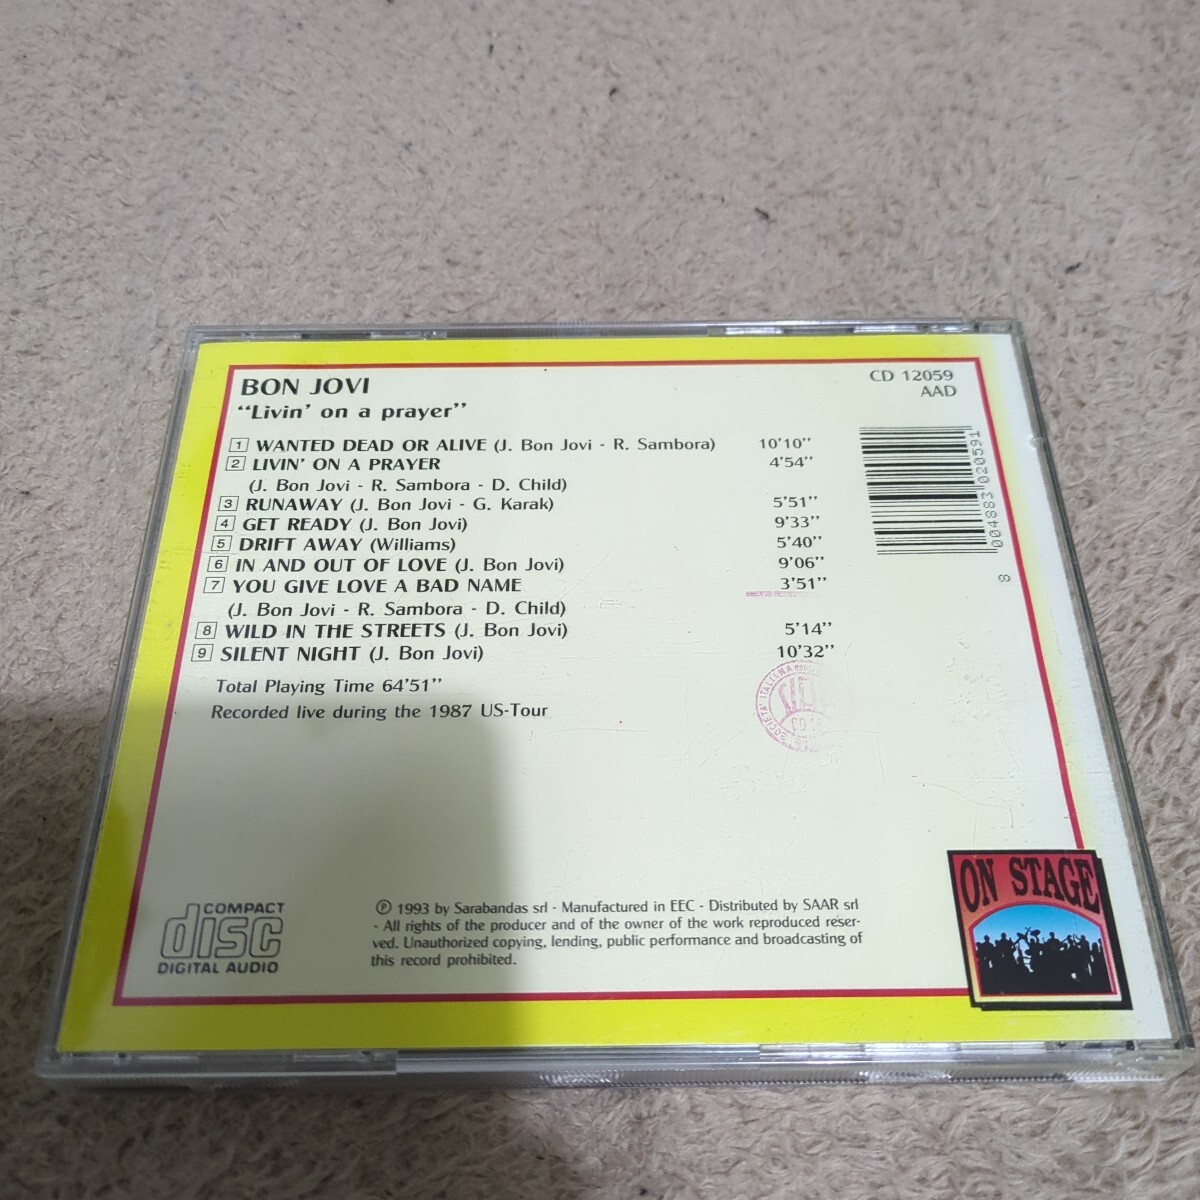 BON JOVI
“Livin’ on a prayer”
CD 12059
AAD
1 WANTED DEAD OR ALIVE (J. Bon Jovi - R. Sambora) 10’10’’
2 LIVIN’ ON A PRAYER 4’54’’
(J. Bon Jovi - R. Sambora - D. Child)
3 RUNAWAY (J. Bon Jovi - G. Karak) 5’51’’
4 GET READY (J. Bon Jovi) 9’33’’
5 DRIFT AWAY (Williams) 5’40’’
6 IN AND OUT OF LOVE (J. Bon Jovi) 9’06’’
7 YOU GIVE LOVE A BAD NAME 3’51’’
(J. Bon Jovi - R. Sambora - D. Child)
8 WILD IN THE STREETS (J. Bon Jovi) 5’14’’
9 SILENT NIGHT (J. Bon Jovi) 10’32’’
Total Playing Time 64’51’’
Recorded live during the 1987 US-Tour
004883 020591
8
SOCIETA’ ITALIANA
COMPACT
disc
DIGITAL AUDIO
℗ 1993 by Sarabandas srl - Manufactured in EEC - Distributed by SAAR srl
- All rights of the producer and of the owner of the work reproduced reser-
ved. Unauthorized copying, lending, public performance and broadcasting of
this record prohibited.
ON STAGE